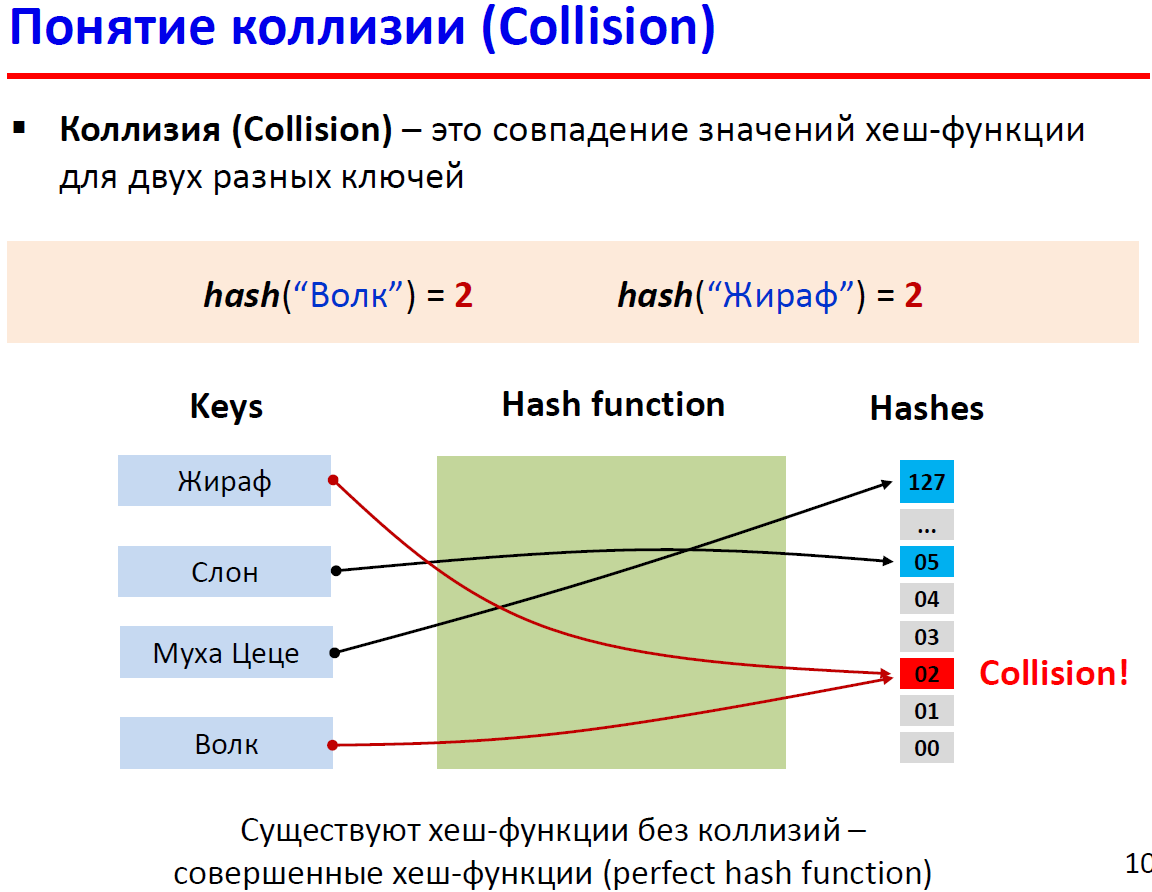 Понятие коллизии (Collision)
▪ Коллизия (Collision) – это совпадение значений хеш-функции
для двух разных ключей
hash(“Волк”) = 2 hash(“Жираф”) = 2
Keys Hash function Hashes
Жираф
Слон
Муха Цеце
Волк
127
...
05
04
03
02 Collision!
01
00
Существуют хеш-функции без коллизий –
совершенные хеш-функции (perfect hash function)
10